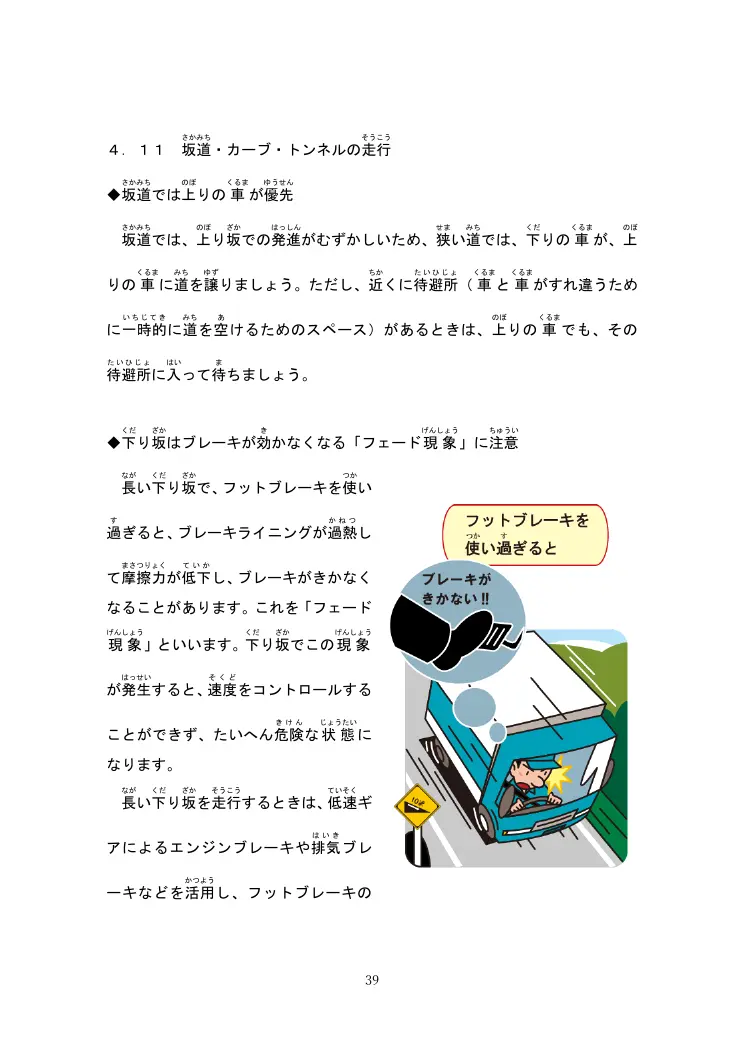 ４．１１　坂道・カーブ・トンネルの走行
◆坂道では上りの車が優先
坂道では、上り坂での発進がむずかしいため、狭い道では、下りの車が、上
りの車に道を譲りましょう。ただし、近くに待避所（車と車がすれ違うため
に一時的に道を空けるためのスペース）があるときは、上りの車でも、その
待避所に入って待ちましょう。
◆下り坂はブレーキが効かなくなる「フェード現象」に注意
長い下り坂で、フットブレーキを使い
過ぎると、ブレーキライニングが過熱し
て摩擦力が低下し、ブレーキがきかなく
なることがあります。これを「フェード
現象」といいます。下り坂でこの現象
が発生すると、速度をコントロールする
ことができず、たいへん危険な状態に
なります。
長い下り坂を走行するときは、低速ギ
アによるエンジンブレーキや排気ブレ
ーキなどを活用し、フットブレーキの
フットブレーキを
使い過ぎると
ブレーキが
きかない!!
10%
39